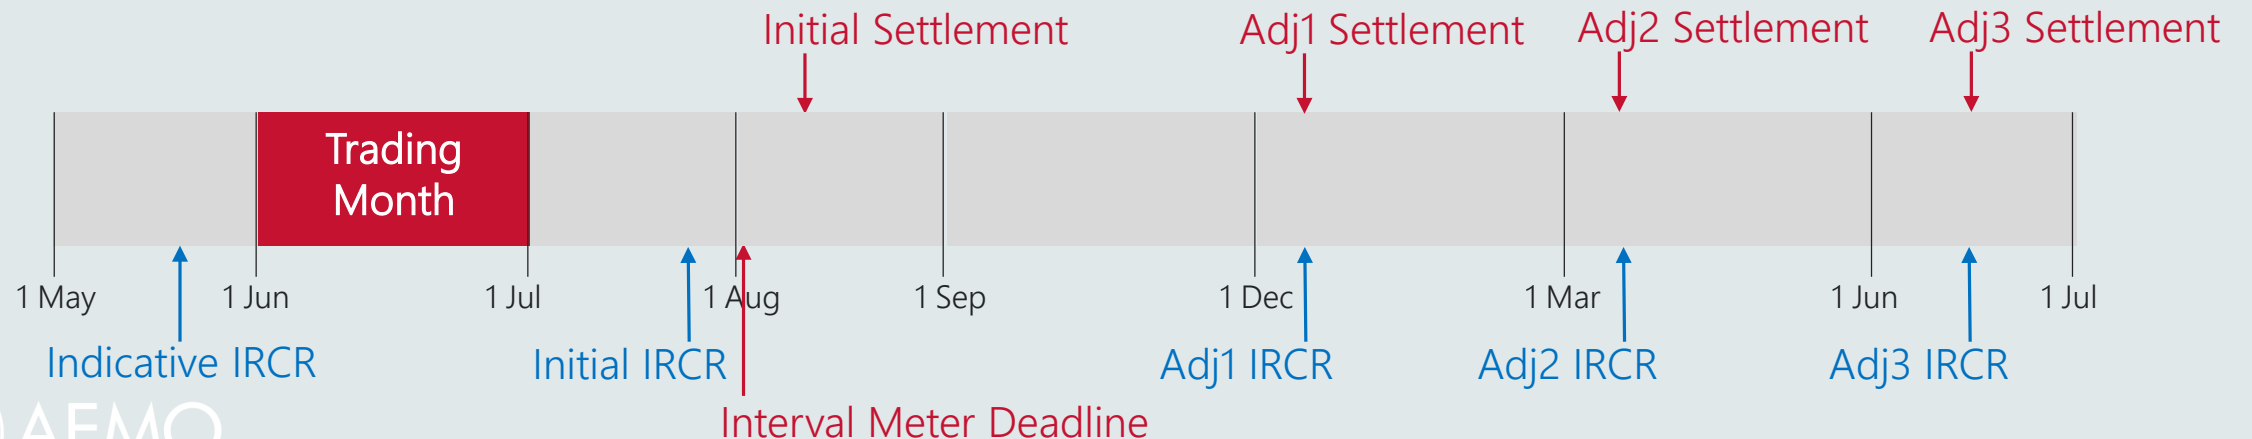 Initial Settlement
Adj1 Settlement
Adj2 Settlement
Adj3 Settlement
Trading
Month
1 May
1 Jun
1 Jul
1 Aug
1 Sep
1 Dec
1 Mar
1 Jun
1 Jul
Indicative IRCR
Initial IRCR
Adj1 IRCR
Adj2 IRCR
Adj3 IRCR
Interval Meter Deadline
AEMO